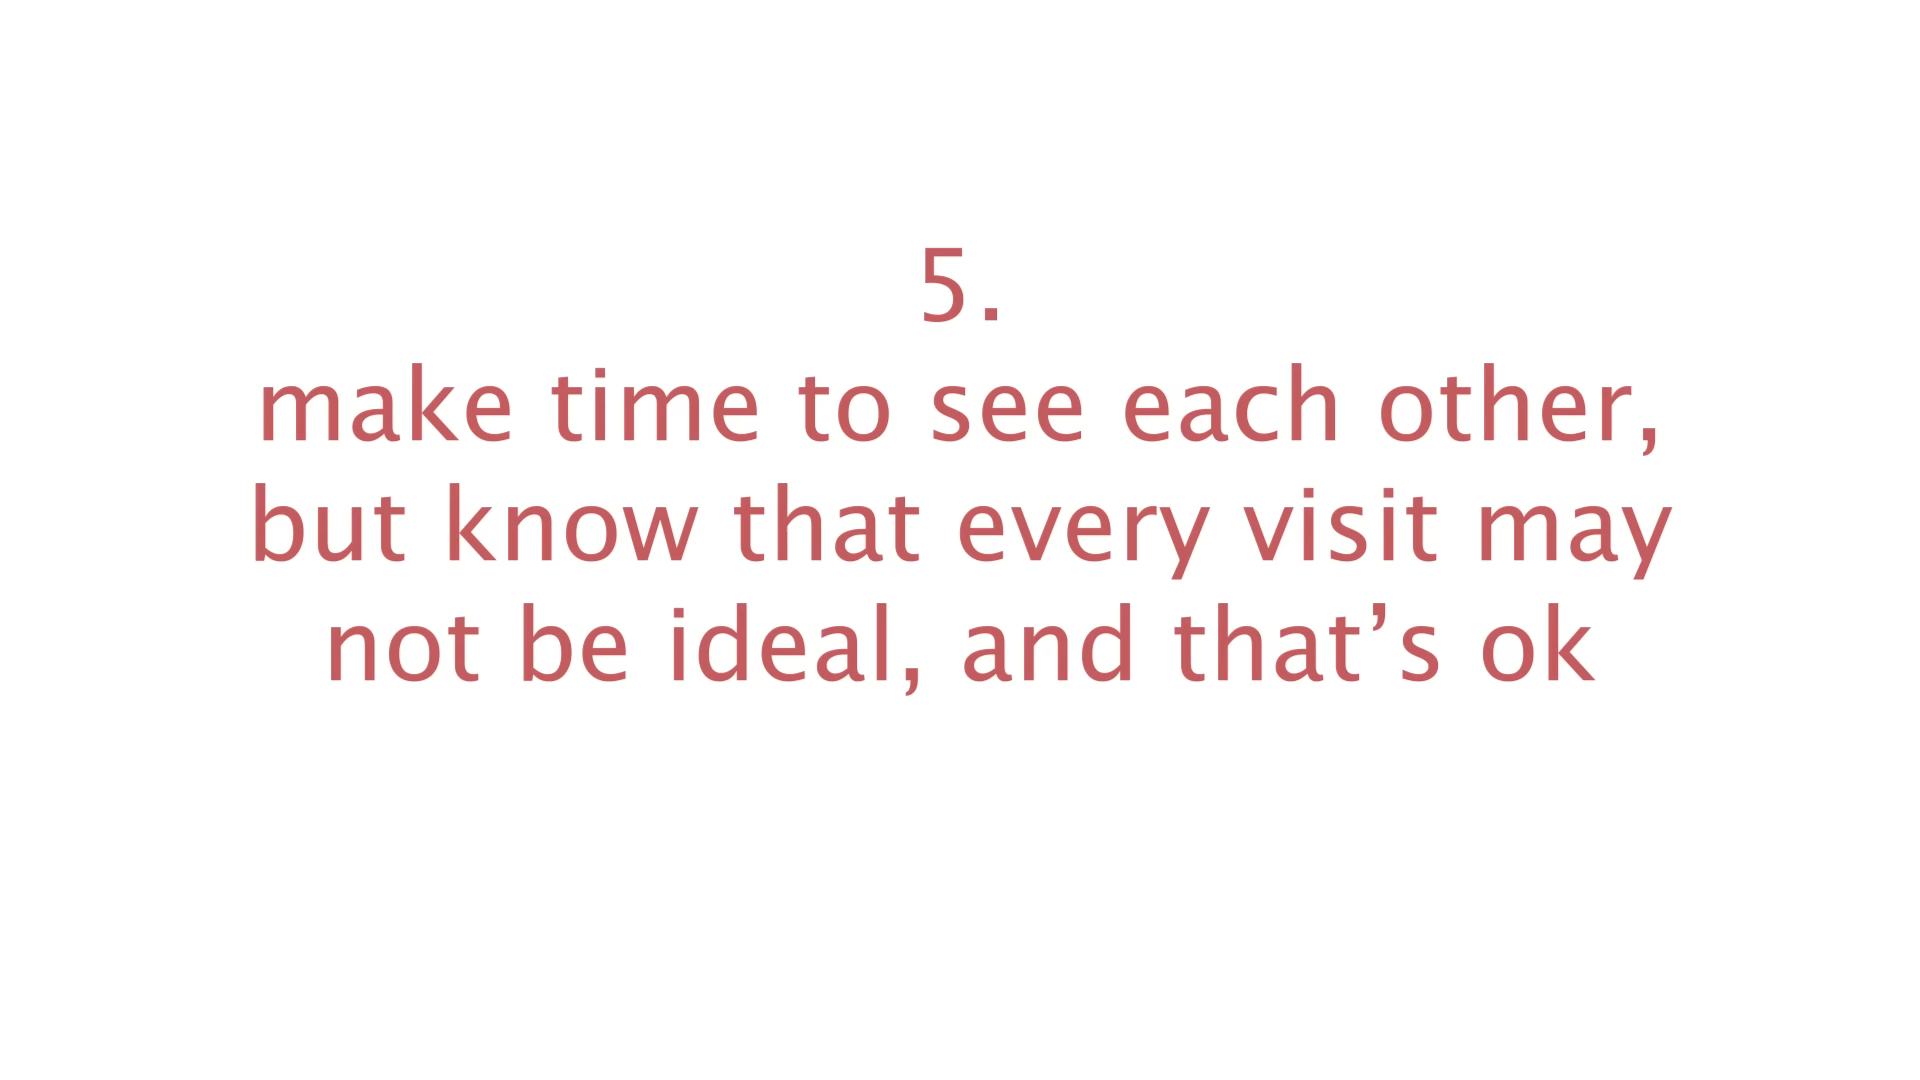 5.
make time to see each other,
but know that every visit may
not be ideal, and that’s ok